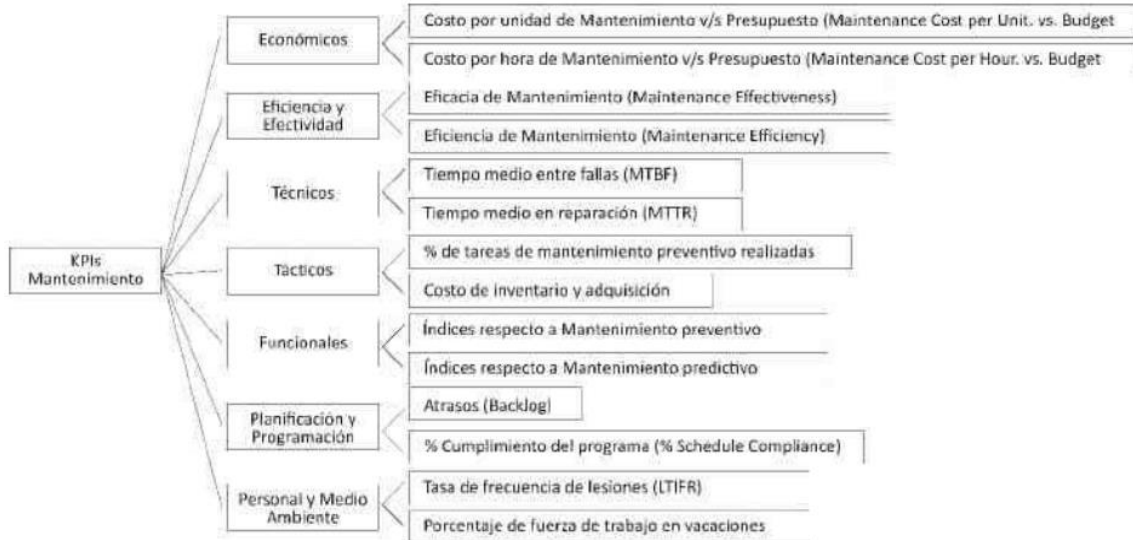 Económicos
Costo por unidad de Mantenimiento v/s Presupuesto (Maintenance Cost per Unit. vs. Budget
Costo por hora de Mantenimiento v/s Presupuesto (Maintenance Cost per Hour. vs. Budget
Eficiencia y
Efectividad
Eficacia de Mantenimiento (Maintenance Effectiveness)
Eficiencia de Mantenimiento (Maintenance Efficiency)
Técnicos
Tiempo medio entre fallas (MTBF)
Tiempo medio en reparación (MTTR)
KPIs
Mantenimiento
Tácticos
% de tareas de mantenimiento preventivo realizadas
Costo de inventario y adquisición
Funcionales
Índices respecto a Mantenimiento preventivo
Índices respecto a Mantenimiento predictivo
Planificación y
Programación
Atrasos (Backlog)
% Cumplimiento del programa (% Schedule Compliance)
Personal y Medio
Ambiente
Tasa de frecuencia de lesiones (LTIFR)
Porcentaje de fuerza de trabajo en vacaciones